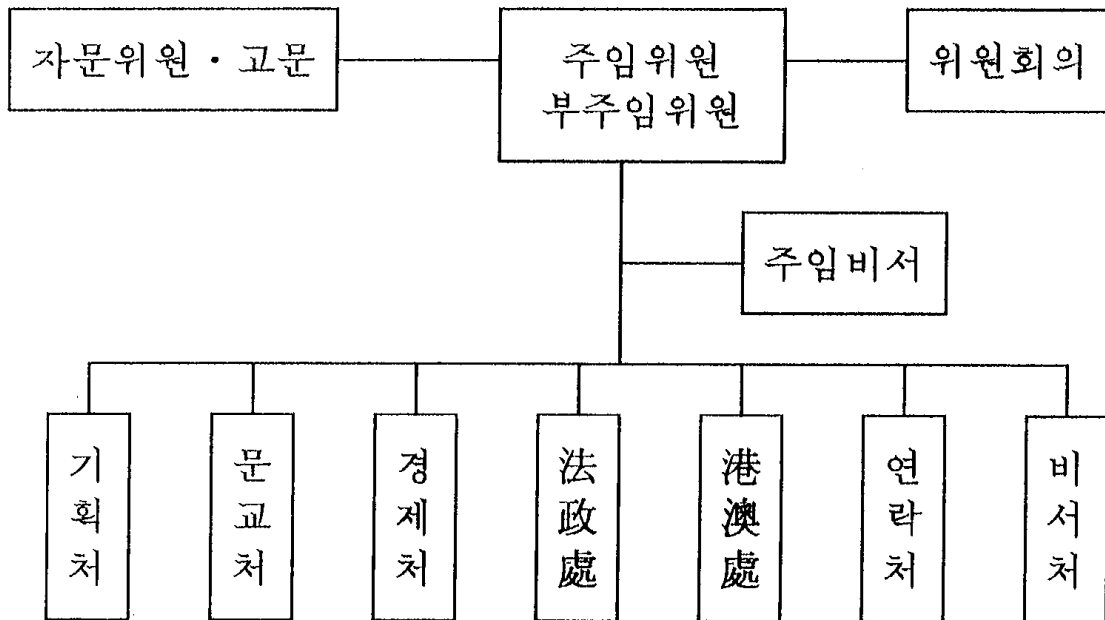 자문위원·고문
주임위원
부주임위원
위원회의
주임비서
기획처
문교처
경제처
法政處
港澳處
연락처
비서처